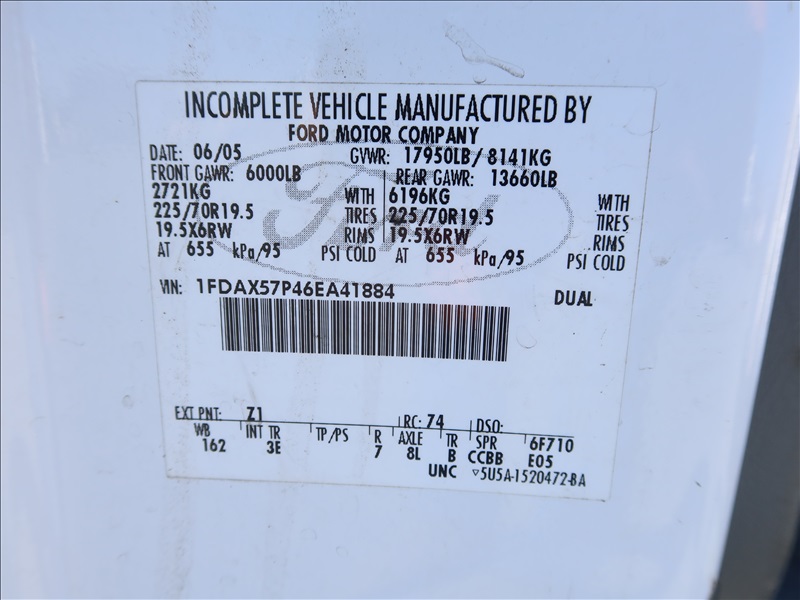 INCOMPLETE VEHICLE MANUFACTURED BY
FORD MOTOR COMPANY
DATE: 06/05 GVWR: 17950LB/ 8141KG
FRONT GAWR: 6000LB REAR GAWR: 13660LB
2721KG WITH 6196KG WITH
225/70R19.5 TIRES 225/70R19.5 TIRES
19.5X6RW RIMS 19.5X6RW RIMS
AT 655 kPa/95 PSI COLD AT 655 kPa/95 PSI COLD
Ford
VIN: 1FDAX57P46EA41884 DUAL
EXT PNT: Z1 RC: 74 DSO:
WB INT TR TP/PS R AXLE TR SPR 6F710
162 3E 7 8L B CCBB E05
UNC ▽5U5A-1520472-BA